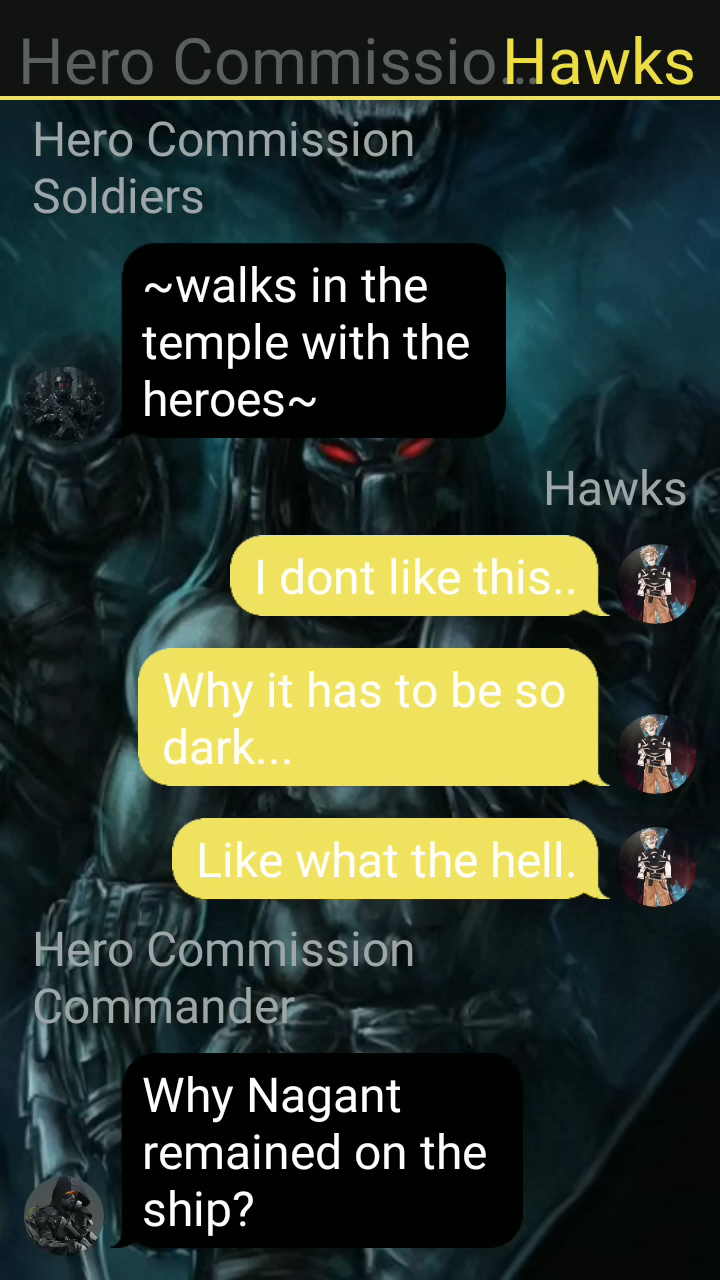 Hero Commissio... Hawks
Hero Commission
Soldiers
~walks in the
temple with the
heroes~
Hawks
I dont like this..
Why it has to be so
dark...
Like what the hell.
Hero Commission
Commander
Why Nagant
remained on the
ship?